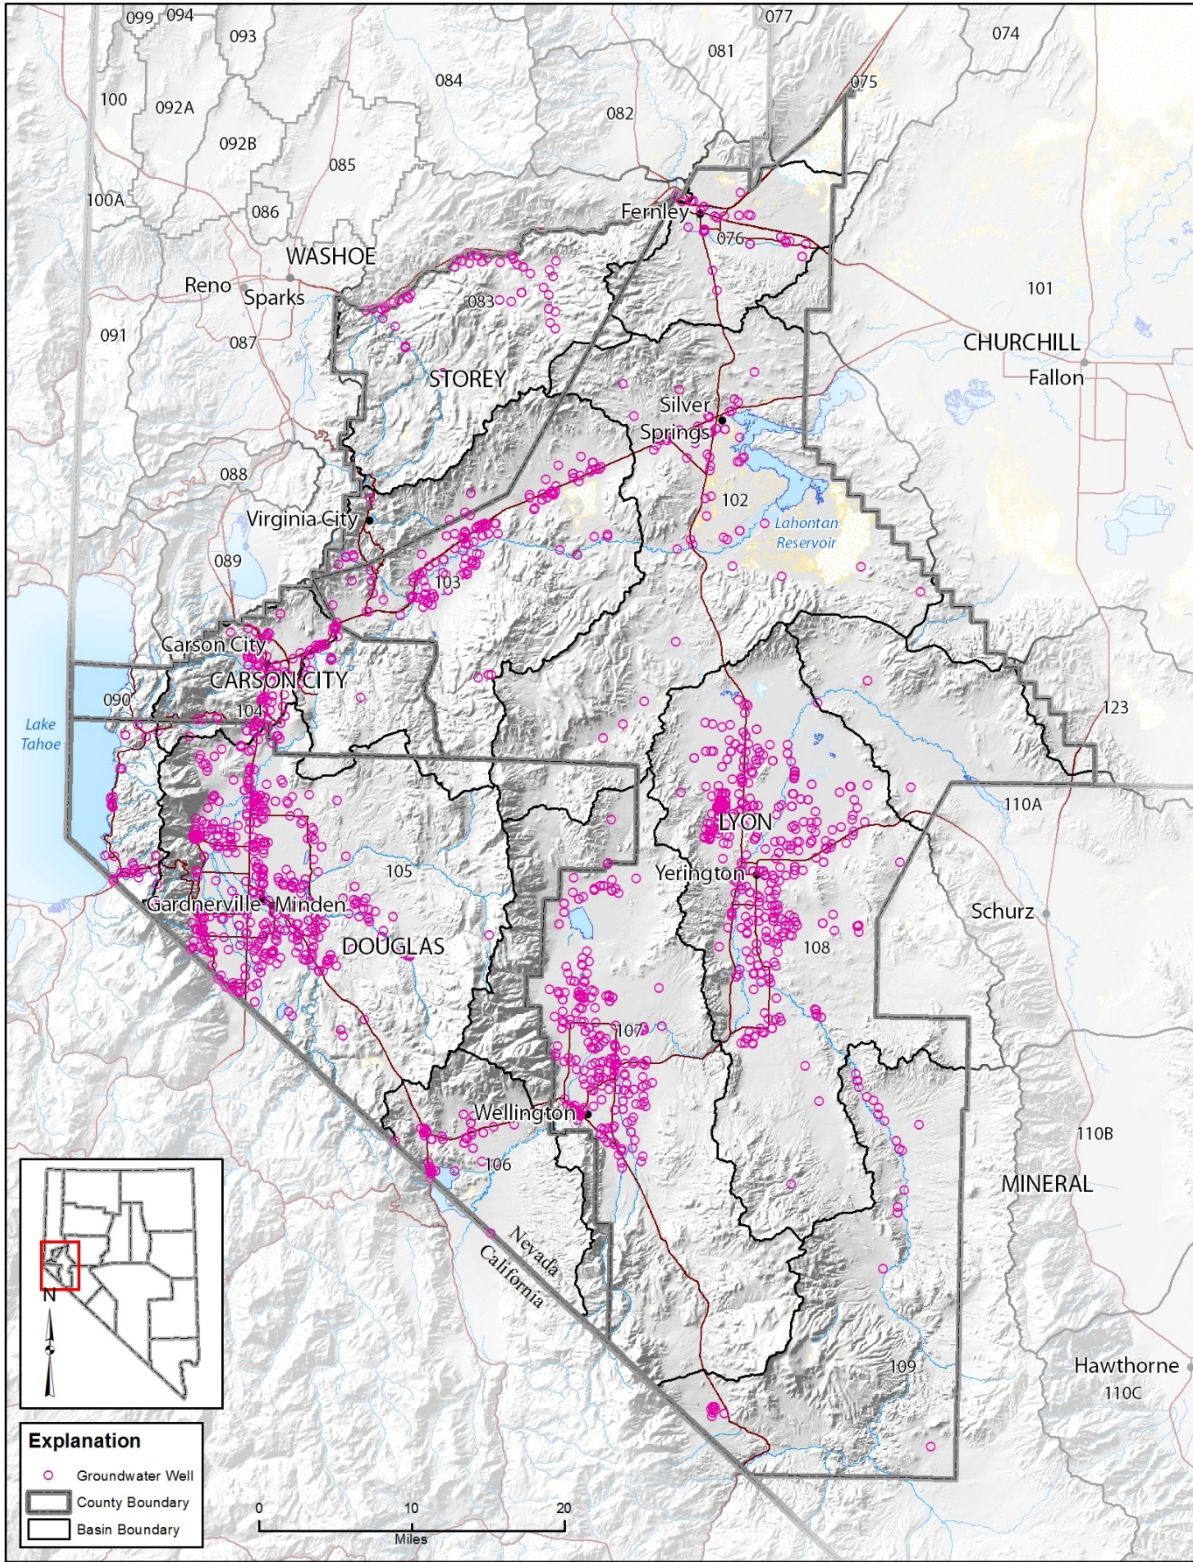 099
094
093
077
074
081
084
075
100
092A
082
092B
085
100A
086
Fernley
076
WASHOE
Reno
Sparks
083
101
091
087
CHURCHILL
Fallon
STOREY
Silver
Springs
088
102
Virginia City
Lahontan
Reservoir
089
103
Carson City
CARSON CITY
090
104
123
Lake
Tahoe
110A
LYON
105
Yerington
Schurz
Gardnerville
Minden
DOUGLAS
108
107
Wellington
106
110B
MINERAL
Nevada
California
N
109
Hawthorne
110C
Explanation
Groundwater Well
County Boundary
Basin Boundary
0
10
20
Miles